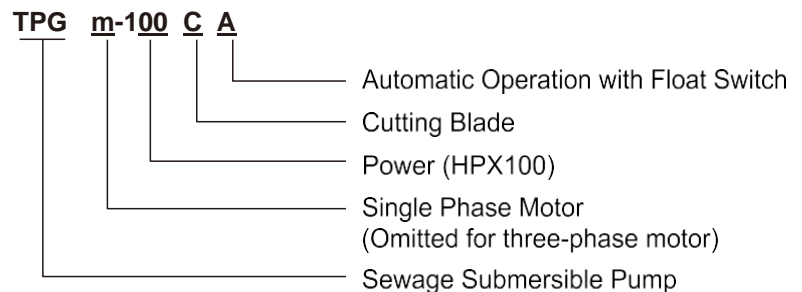 TPG m-100 C A
Automatic Operation with Float Switch
Cutting Blade
Power (HPX100)
Single Phase Motor
(Omitted for three-phase motor)
Sewage Submersible Pump